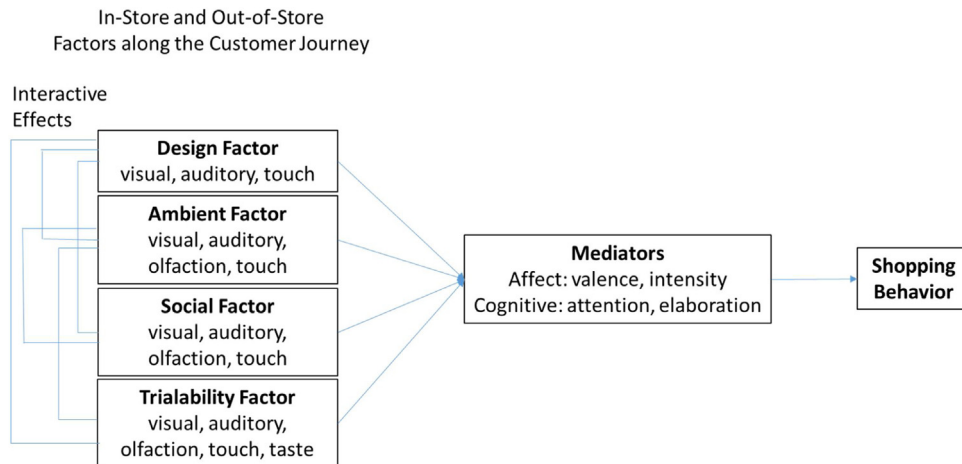 In-Store and Out-of-Store
Factors along the Customer Journey
Interactive
Effects
Design Factor
visual, auditory, touch
Ambient Factor
visual, auditory,
olfaction, touch
Social Factor
visual, auditory,
olfaction, touch
Trialability Factor
visual, auditory,
olfaction, touch, taste
Mediators
Affect: valence, intensity
Cognitive: attention, elaboration
Shopping
Behavior